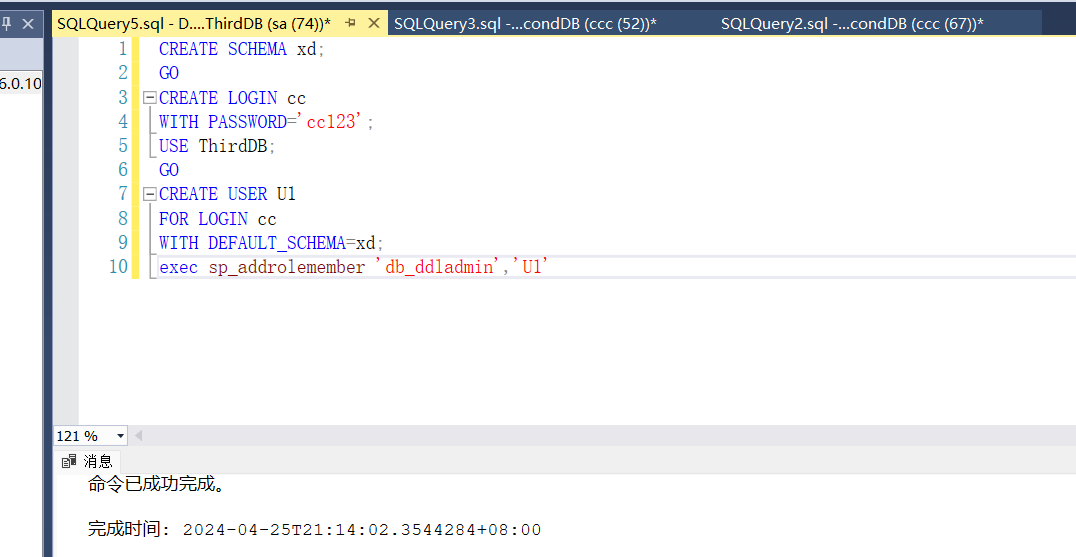 SQLQuery5.sql - D....ThirdDB (sa (74))* SQLQuery3.sql -...condDB (ccc (52))* SQLQuery2.sql -...condDB (ccc (67))*
6.0.10
1 CREATE SCHEMA xd;
2 GO
3 CREATE LOGIN cc
4 WITH PASSWORD='cc123';
5 USE ThirdDB;
6 GO
7 CREATE USER U1
8 FOR LOGIN cc
9 WITH DEFAULT_SCHEMA=xd;
10 exec sp_addrolemember 'db_ddladmin','U1'
121 %
消息
命令已成功完成。
完成时间: 2024-04-25T21:14:02.3544284+08:00